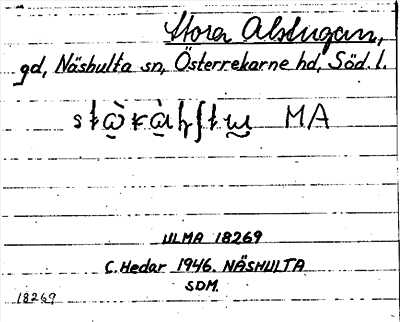 Stora Alstugan,
gd, Näshulta sn, Österrekarne hd, Söd. l.
MA
ULMA 18269
C. Hedar 1946. NÄSHULTA
SDM.
18269